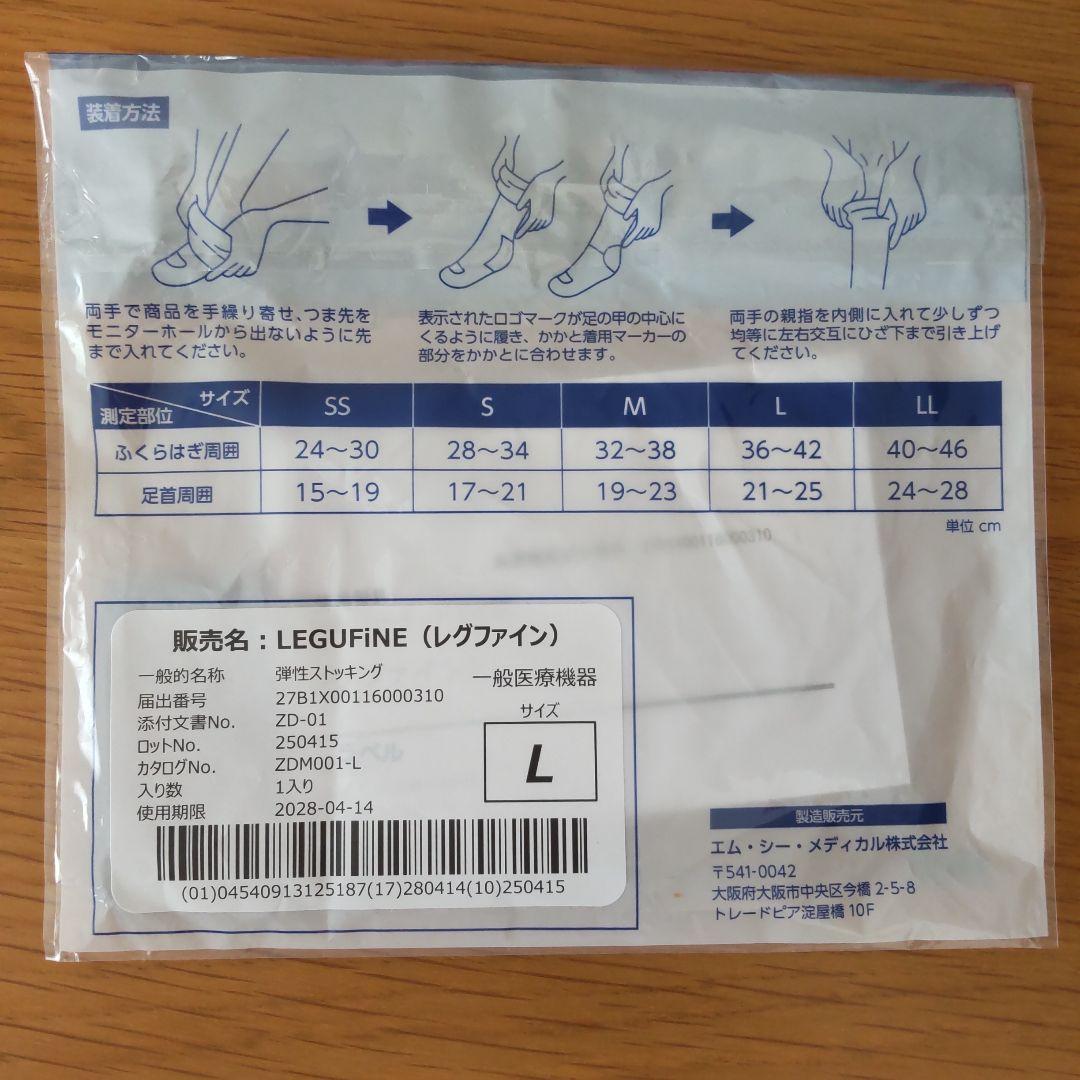 装着方法
両手で商品を手繰り寄せ、つま先を
モニターホールから出ないように先
まで入れてください。
表示されたロゴマークが足の甲の中心に
くるように履き、かかと着用マーカーの
部分をかかとに合わせます。
両手の親指を内側に入れて少しずつ
均等に左右交互にひざ下まで引き上げ
てください。
サイズ
測定部位 SS S M L LL
ふくらはぎ周囲 24～30 28～34 32～38 36～42 40～46
足首周囲 15～19 17～21 19～23 21～25 24～28
単位 cm
販売名：LEGUFiNE（レグファイン）
一般的名称 弾性ストッキング
届出番号 27B1X00116000310
添付文書No. ZD-01
ロットNo. 250415
カタログNo. ZDM001-L
入り数 1入り
使用期限 2028-04-14
一般医療機器
サイズ
L
(01)04540913125187(17)280414(10)250415
製造販売元
エム・シー・メディカル株式会社
〒541-0042
大阪府大阪市中央区今橋 2-5-8
トレードピア淀屋橋 10F